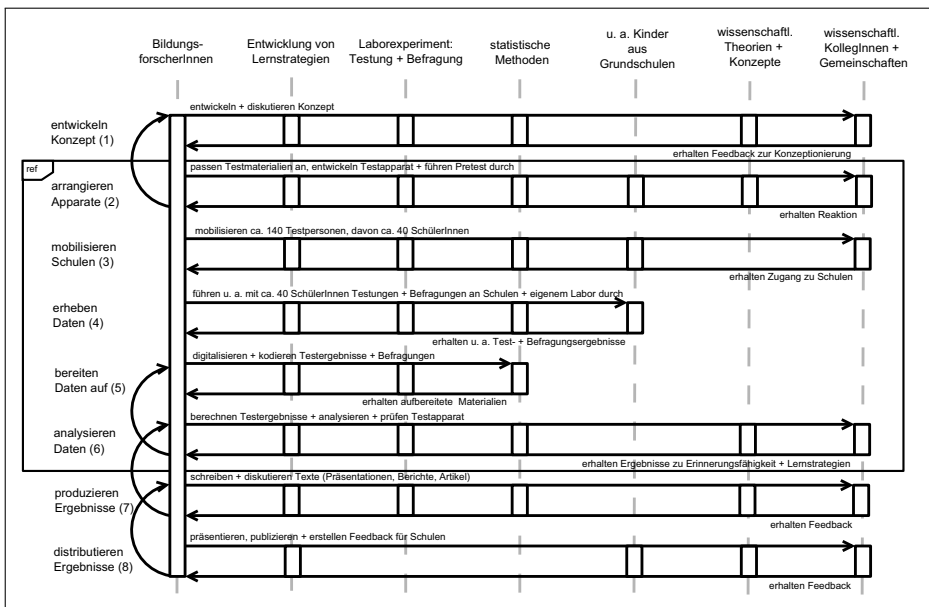 Bildungs-
forscherInnen
Entwicklung von
Lernstrategien
Laborexperiment:
Testung + Befragung
statistische
Methoden
u. a. Kinder
aus
Grundschulen
wissenschaftl.
Theorien +
Konzepte
wissenschaftl.
KollegInnen +
Gemeinschaften
entwickeln
Konzept (1)
entwickeln + diskutieren Konzept
erhalten Feedback zur Konzeptionierung
ref
arrangieren
Apparate (2)
passen Testmaterialien an, entwickeln Testapparat + führen Pretest durch
erhalten Reaktion
mobilisieren
Schulen (3)
mobilisieren ca. 140 Testpersonen, davon ca. 40 SchülerInnen
erhalten Zugang zu Schulen
erheben
Daten (4)
führen u. a. mit ca. 40 SchülerInnen Testungen + Befragungen an Schulen + eigenem Labor durch
erhalten u. a. Test- + Befragungsergebnisse
bereiten
Daten auf (5)
digitalisieren + kodieren Testergebnisse + Befragungen
erhalten aufbereitete Materialien
analysieren
Daten (6)
berechnen Testergebnisse + analysieren + prüfen Testapparat
erhalten Ergebnisse zu Erinnerungsfähigkeit + Lernstrategien
produzieren
Ergebnisse (7)
schreiben + diskutieren Texte (Präsentationen, Berichte, Artikel)
erhalten Feedback
distributieren
Ergebnisse (8)
präsentieren, publizieren + erstellen Feedback für Schulen
erhalten Feedback